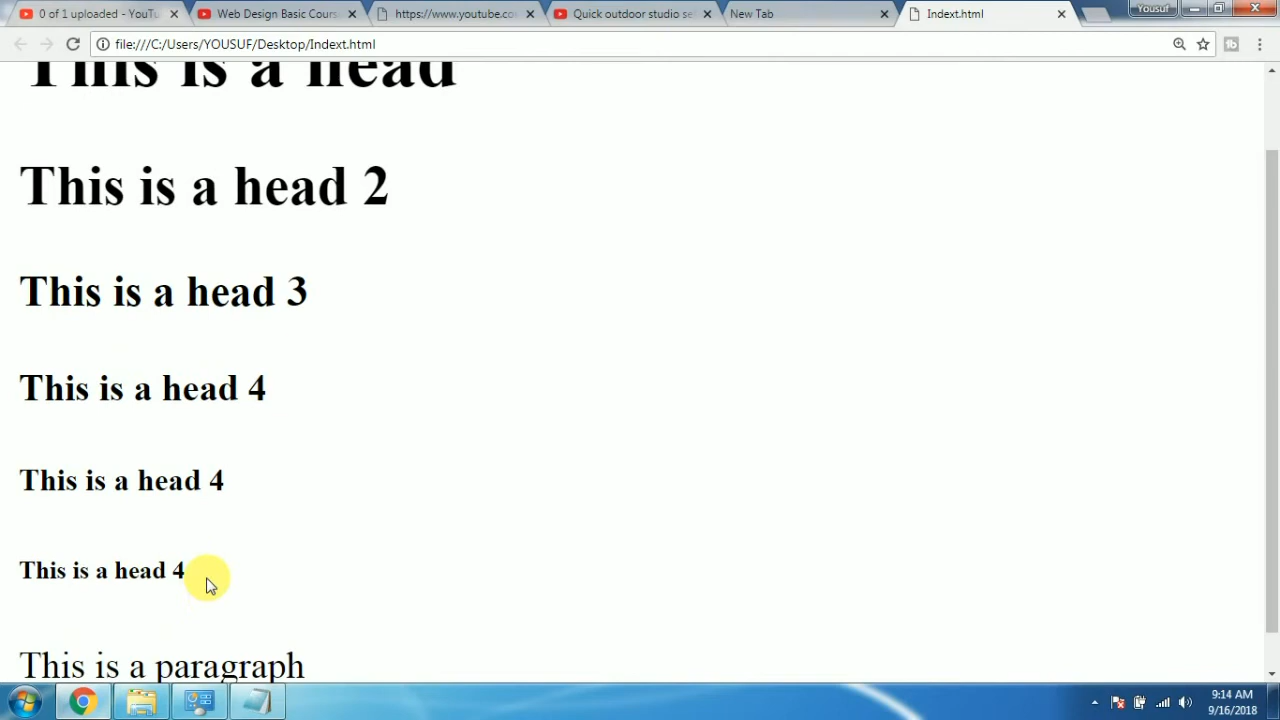 0 of 1 uploaded - YouTu
Web Design Basic Cours
https://www.youtube.co
Quick outdoor studio se
New Tab
Indext.html
Yousuf
file:///C:/Users/YOUSUF/Desktop/Indext.html
This is a head
This is a head 2
This is a head 3
This is a head 4
This is a head 4
This is a head 4
This is a paragraph
9:14 AM
9/16/2018